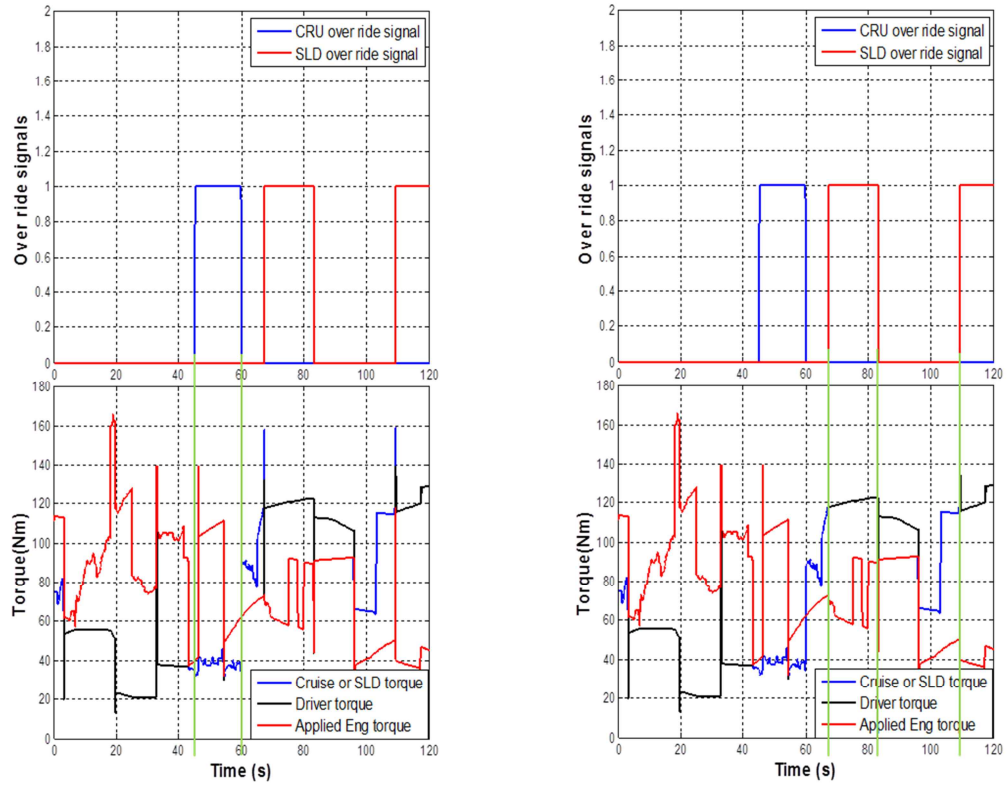 2
1.8
1.6
1.4
1.2
1
0.8
0.6
0.4
0.2
0
Over ride signals
CRU over ride signal
SLD over ride signal
0 20 40 60 80 100 120
180
160
140
120
100
80
60
40
20
0
Torque(Nm)
Cruise or SLD torque
Driver torque
Applied Eng torque
0 20 40 60 80 100 120
Time (s)
2
1.8
1.6
1.4
1.2
1
0.8
0.6
0.4
0.2
0
Over ride signals
CRU over ride signal
SLD over ride signal
0 20 40 60 80 100 120
180
160
140
120
100
80
60
40
20
0
Torque(Nm)
Cruise or SLD torque
Driver torque
Applied Eng torque
0 20 40 60 80 100 120
Time (s)